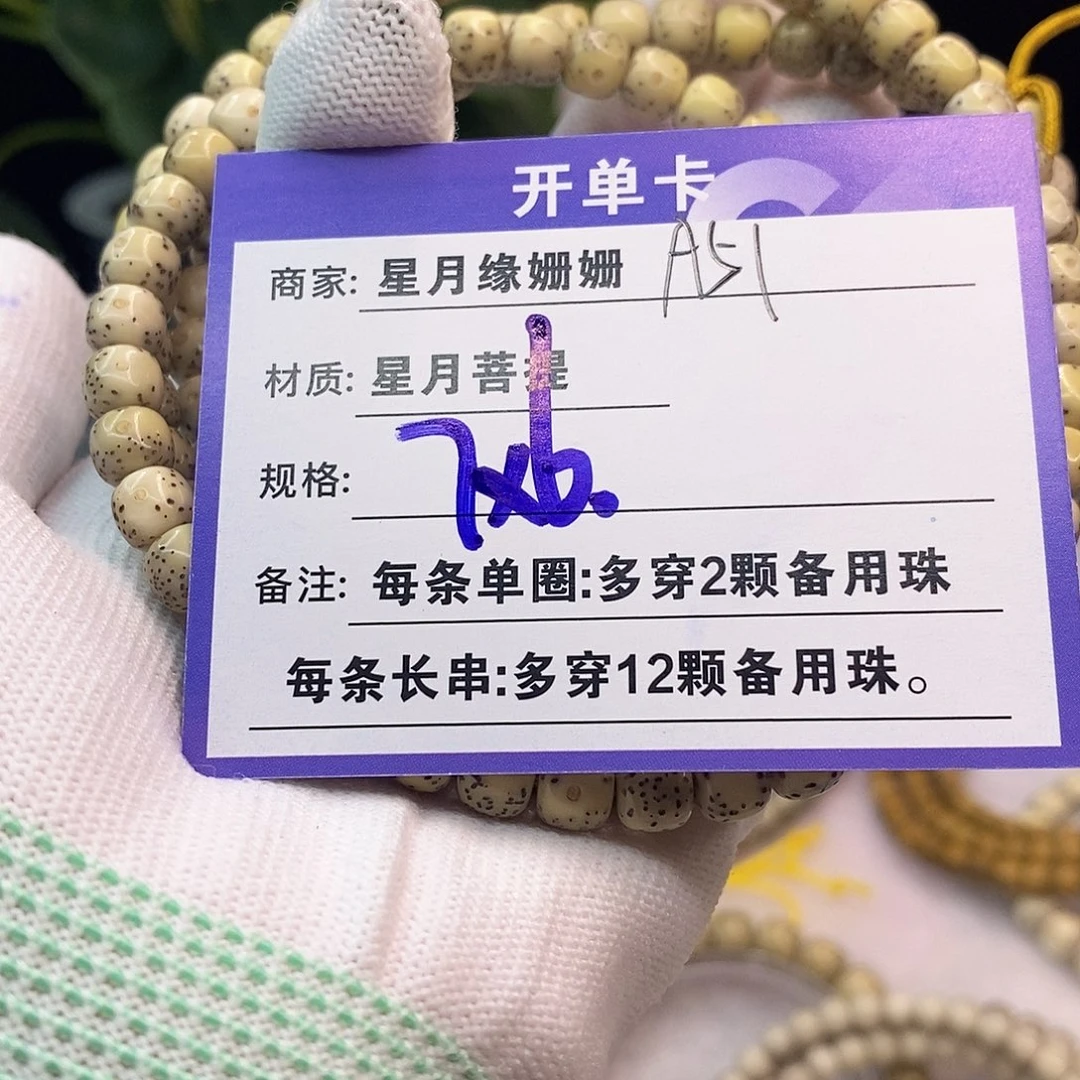 开单卡
商家: 星月缘姗姗 A51
材质: 星月菩提
规格: 7x6.
备注: 每条单圈:多穿2颗备用珠
每条长串:多穿12颗备用珠。